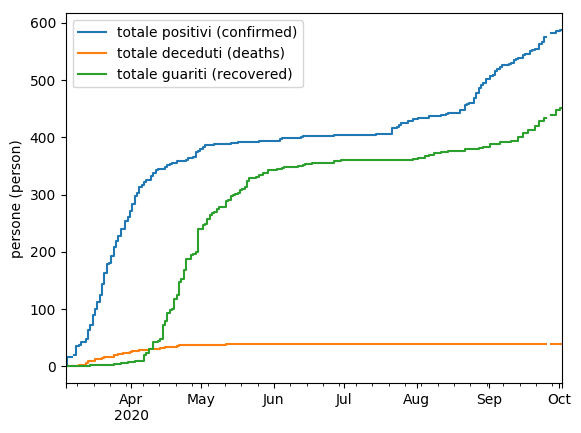 totale positivi (confirmed)
totale deceduti (deaths)
totale guariti (recovered)
persone (person)
600
500
400
300
200
100
0
Apr May Jun Jul Aug Sep Oct
2020